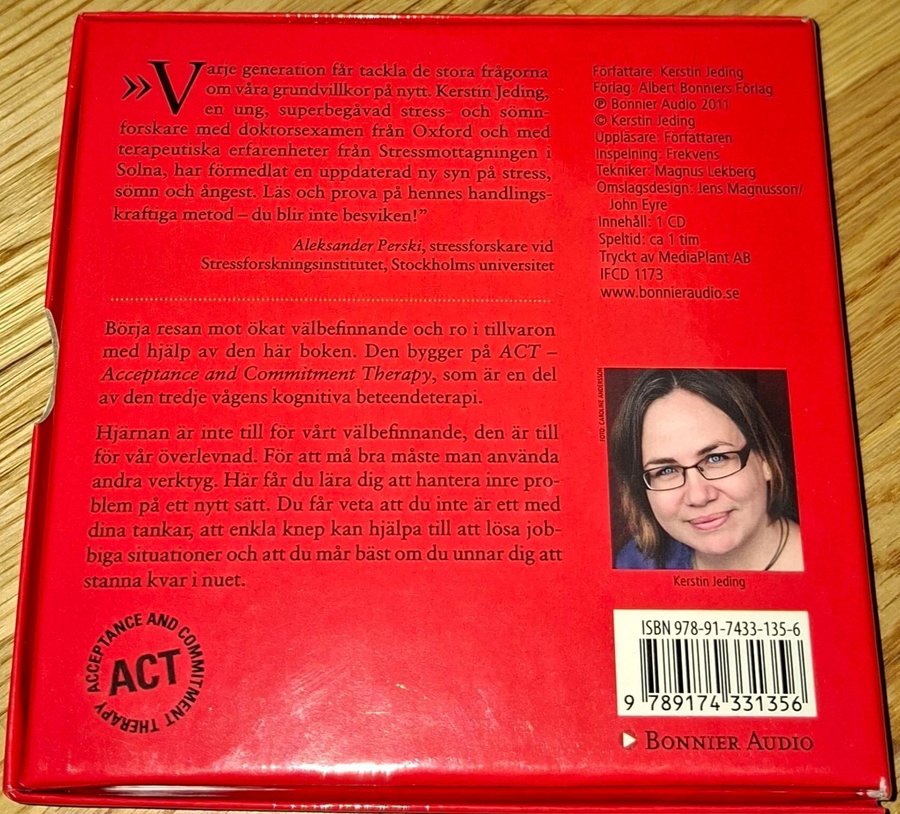 »Varje generation får tackla de stora frågorna
om våra grundvillkor på nytt. Kerstin Jeding,
en ung, superbegåvad stress- och sömn-
forskare med doktorsexamen från Oxford och med
terapeutiska erfarenheter från Stressmottagningen i
Solna, har förmedlat en uppdaterad ny syn på stress,
sömn och ångest. Läs och prova på hennes handlings-
kraftiga metod – du blir inte besviken!”
Aleksander Perski, stressforskare vid
Stressforskningsinstitutet, Stockholms universitet
Börja resan mot ökat välbefinnande och ro i tillvaron
med hjälp av den här boken. Den bygger på ACT –
Acceptance and Commitment Therapy, som är en del
av den tredje vågens kognitiva beteendeterapi.
Hjärnan är inte till för vårt välbefinnande, den är till
för vår överlevnad. För att må bra måste man använda
andra verktyg. Här får du lära dig att hantera inre pro-
blem på ett nytt sätt. Du får veta att du inte är ett med
dina tankar, att enkla knep kan hjälpa till att lösa job-
biga situationer och att du mår bäst om du unnar dig att
stanna kvar i nuet.
ACCEPTANCE AND COMMITMENT THERAPY
ACT
Författare: Kerstin Jeding
Förlag: Albert Bonniers Förlag
℗ Bonnier Audio 2011
© Kerstin Jeding
Uppläsare: Författaren
Inspelning: Frekvens
Tekniker: Magnus Lekberg
Omslagsdesign: Jens Magnusson/
John Eyre
Innehåll: 1 CD
Speltid: ca 1 tim
Tryckt av MediaPlant AB
IFCD 1173
www.bonnieraudio.se
FOTO: CAROLINE ANDERSSON
Kerstin Jeding
ISBN 978-91-7433-135-6
9 789174 331356
BONNIER AUDIO